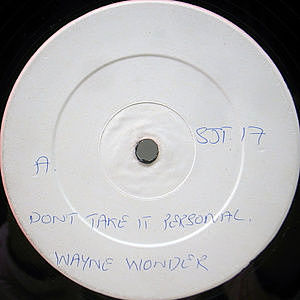 SJT. 17
A.
DONT TAKE IT PERSONAL.
WAYNE WONDER